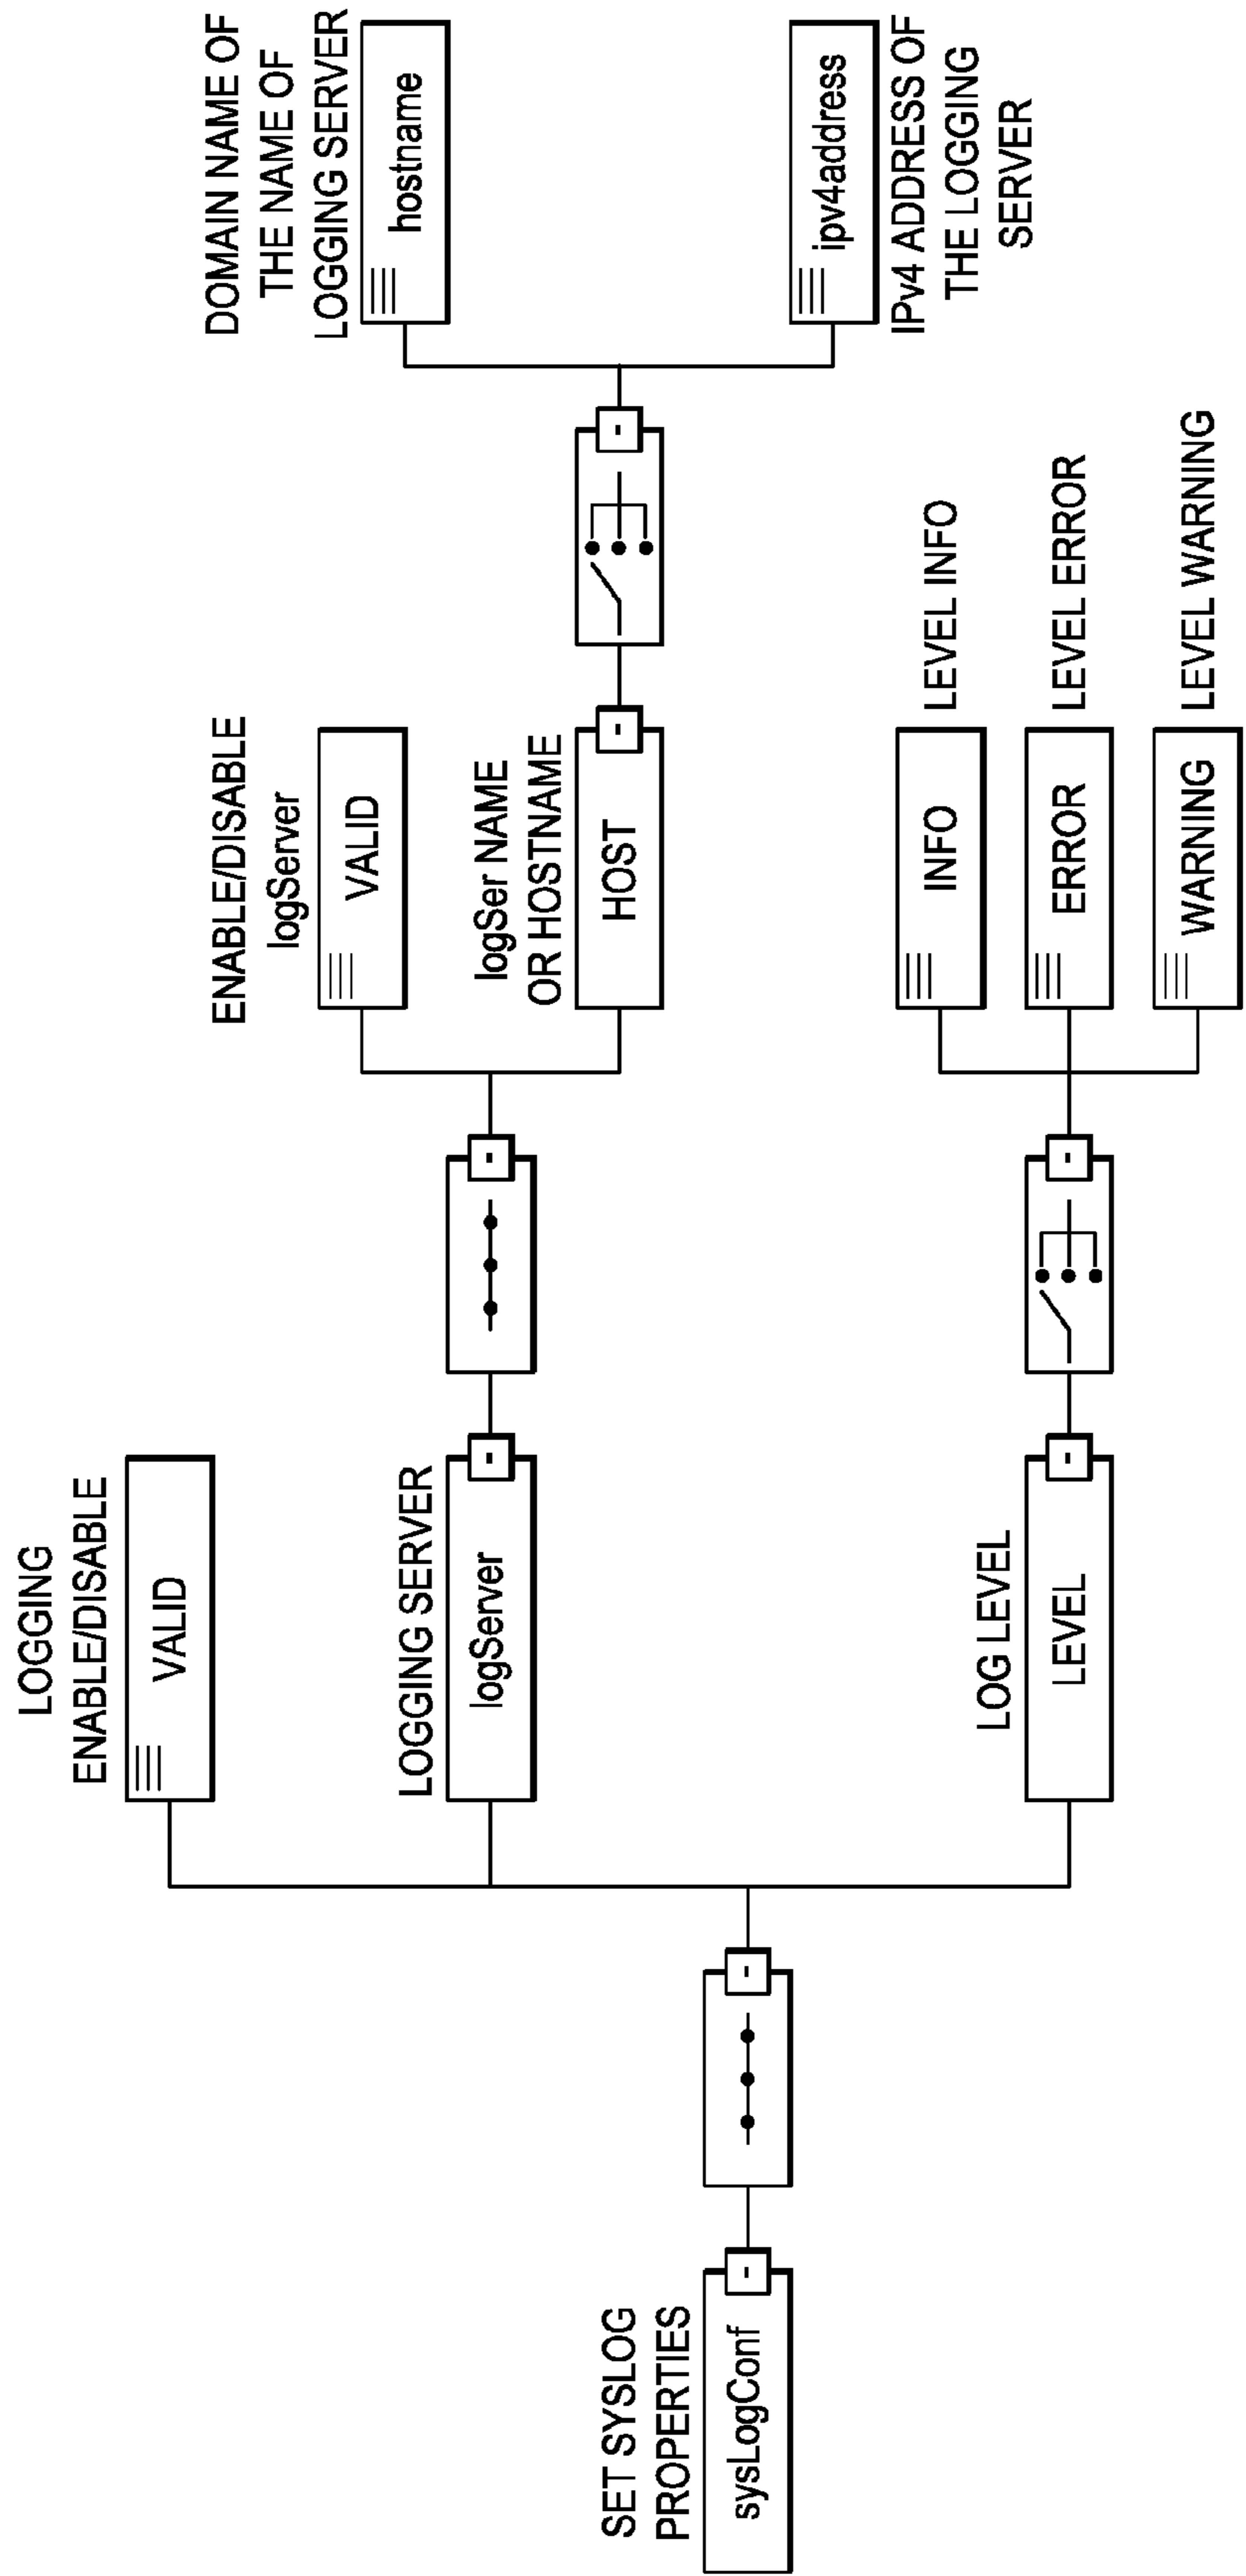 SET SYSLOG
PROPERTIES
sysLogConf
LOGGING
ENABLE/DISABLE
VALID
LOGGING SERVER
logServer
LOG LEVEL
LEVEL
ENABLE/DISABLE
logServer
VALID
logSer NAME
OR HOSTNAME
HOST
INFO
LEVEL INFO
ERROR
LEVEL ERROR
WARNING
LEVEL WARNING
DOMAIN NAME OF
THE NAME OF
LOGGING SERVER
hostname
ipv4address
IPv4 ADDRESS OF
THE LOGGING
SERVER